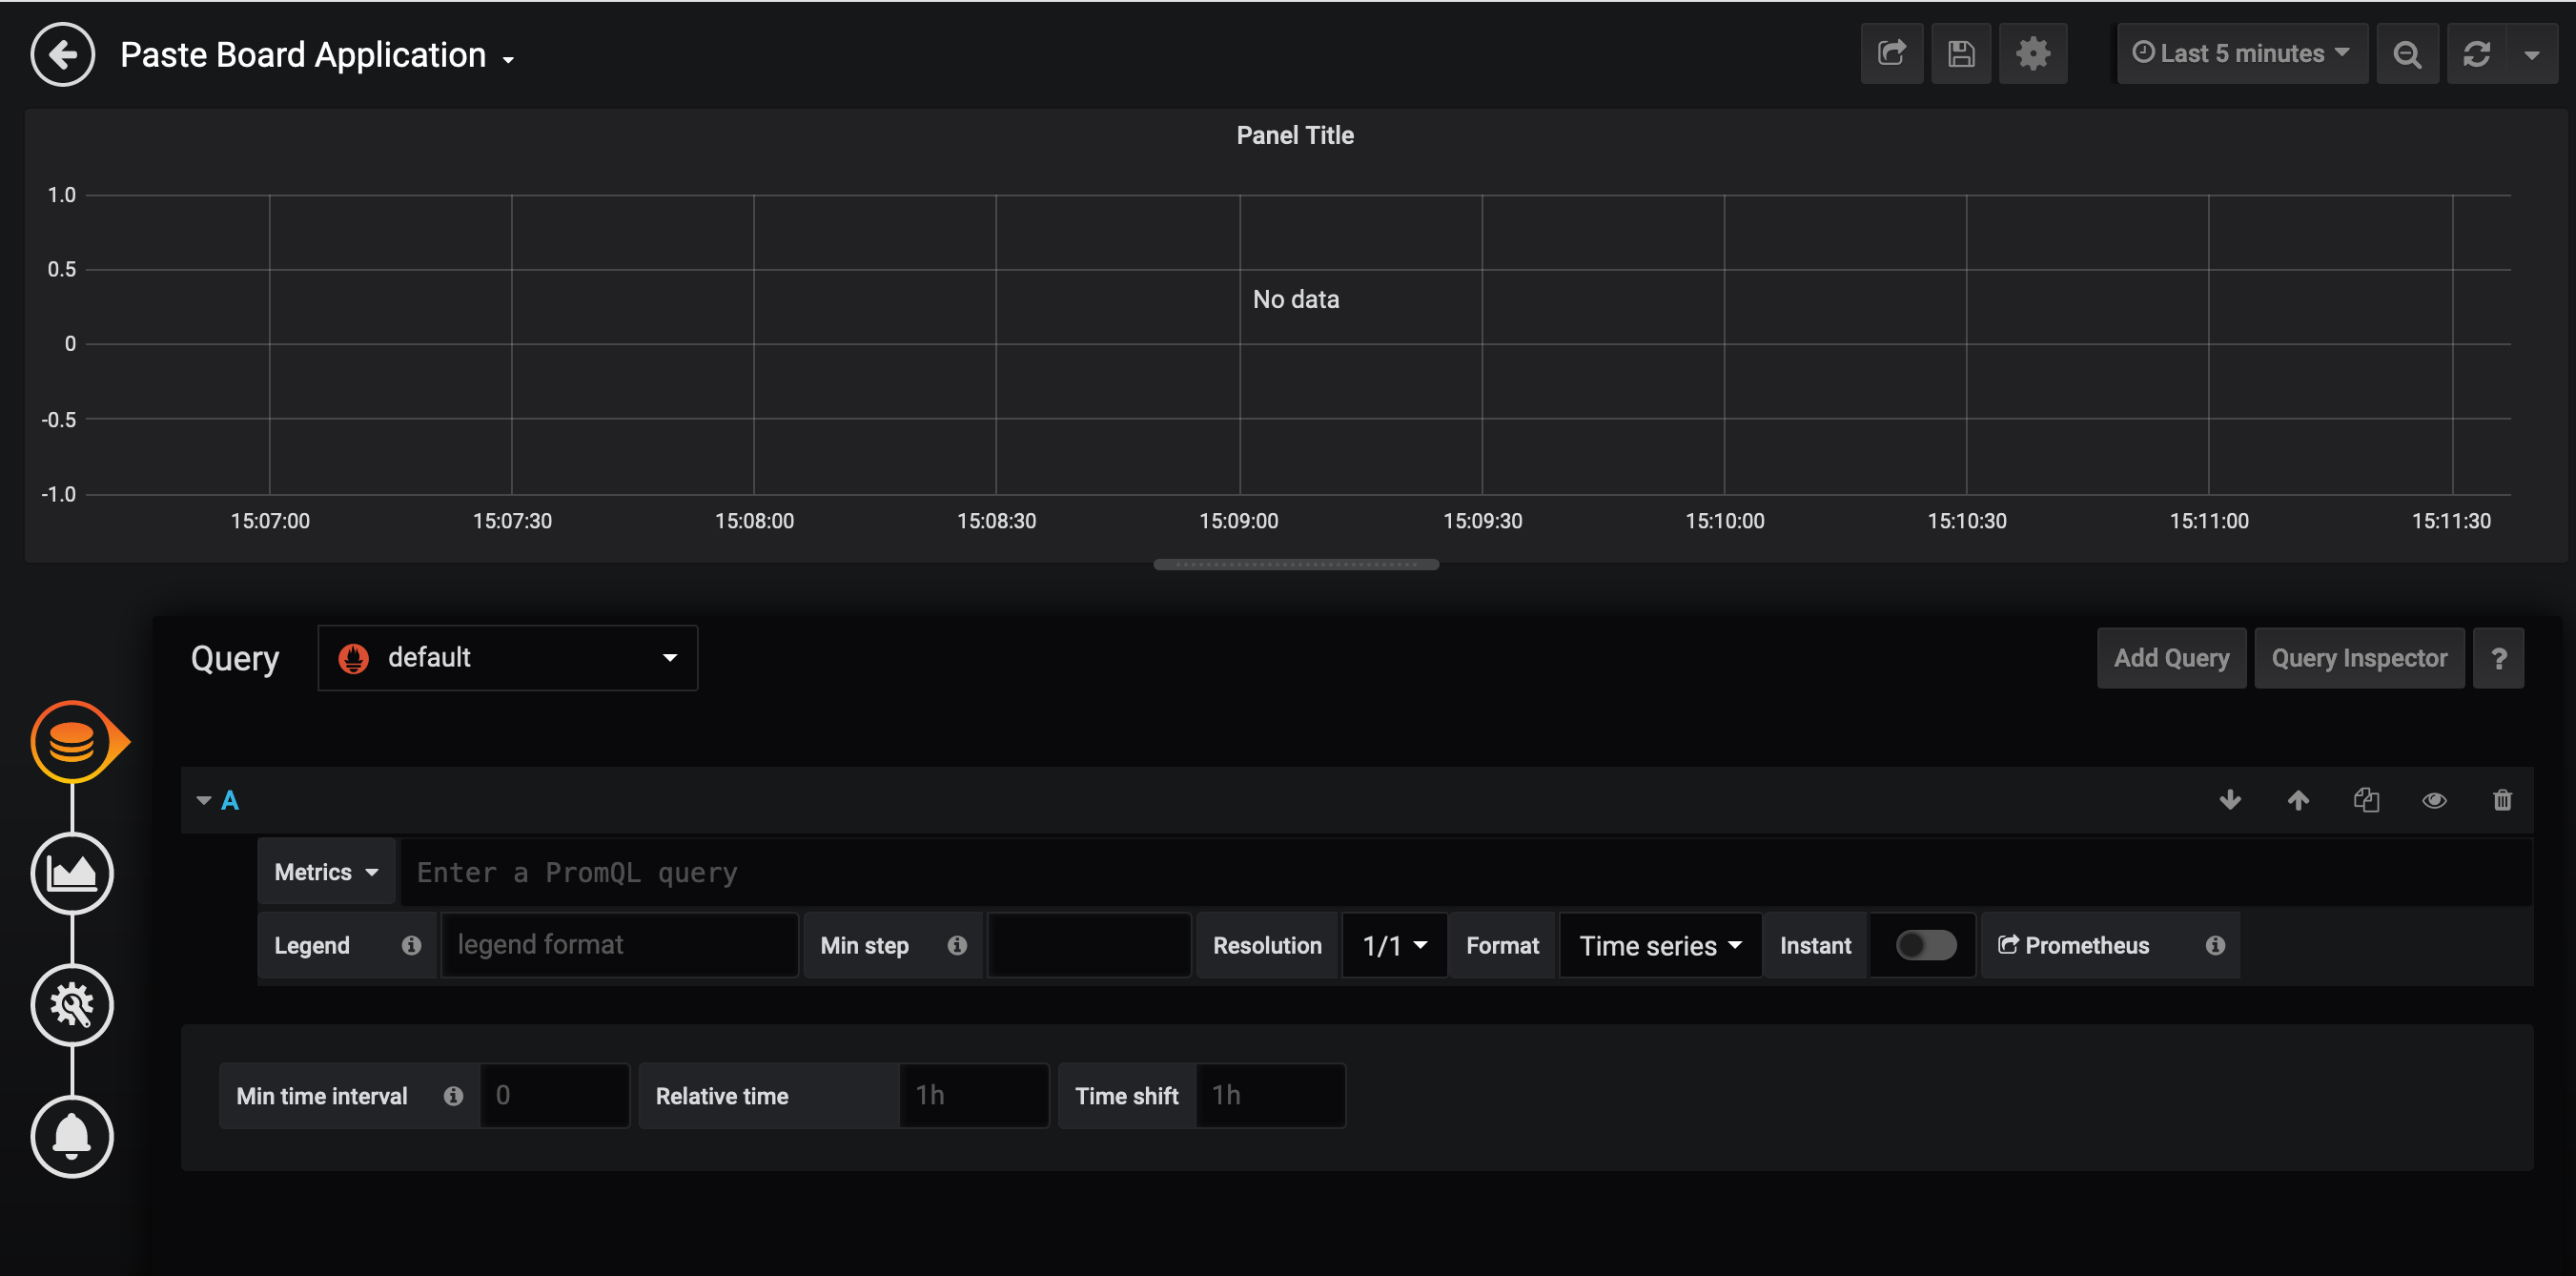 Paste Board Application
Last 5 minutes
Panel Title
1.0
0.5
No data
0
-0.5
-1.0
15:07:00 15:07:30 15:08:00 15:08:30 15:09:00 15:09:30 15:10:00 15:10:30 15:11:00 15:11:30
Query default Add Query Query Inspector ?
A
Metrics Enter a PromQL query
Legend legend format Min step Resolution 1/1 Format Time series Instant Prometheus
Min time interval 0 Relative time 1h Time shift 1h